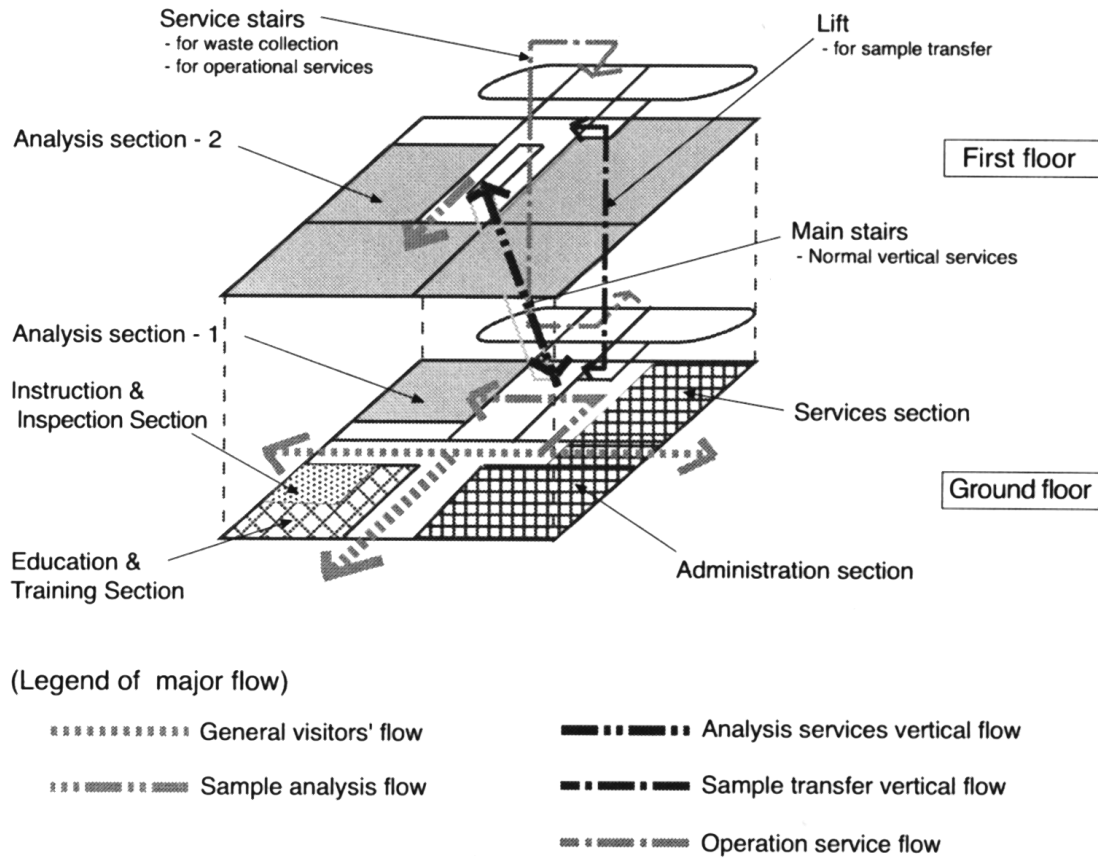 Service stairs
- for waste collection
- for operational services
Lift
- for sample transfer
Analysis section - 2
First floor
Main stairs
- Normal vertical services
Analysis section - 1
Instruction &
Inspection Section
Services section
Ground floor
Education &
Training Section
Administration section
(Legend of major flow)
General visitors' flow
Analysis services vertical flow
Sample analysis flow
Sample transfer vertical flow
Operation service flow